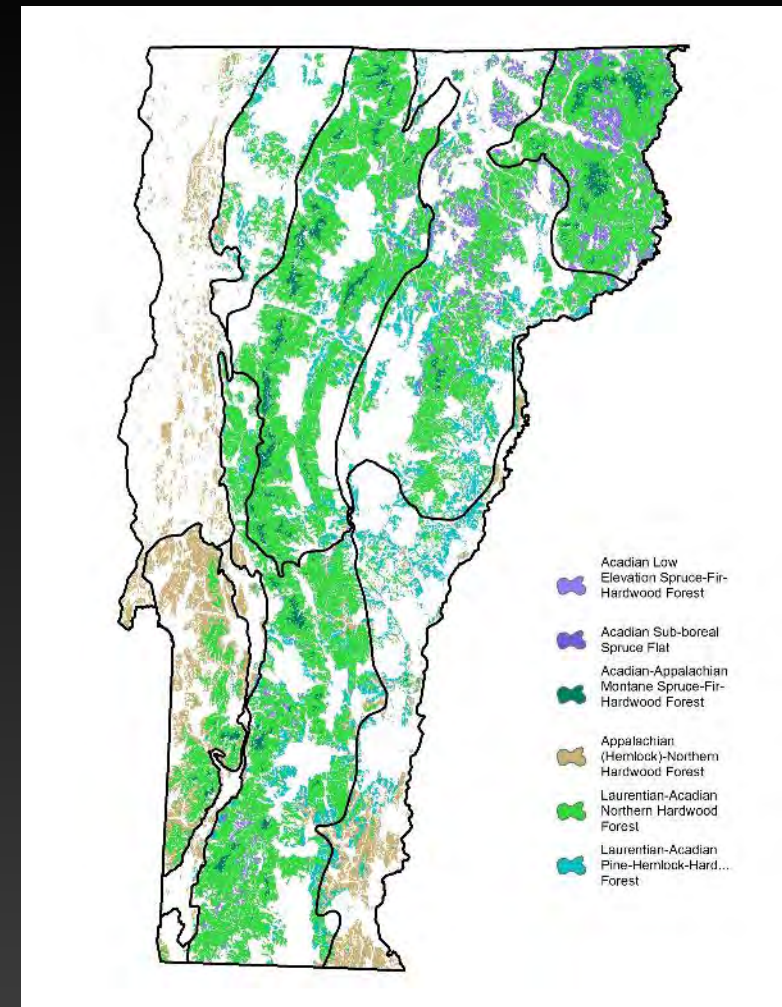 Acadian Low
Elevation Spruce-Fir-
Hardwood Forest
Acadian Sub-boreal
Spruce Flat
Acadian-Appalachian
Montane Spruce-Fir-
Hardwood Forest
Appalachian
(Hemlock)-Northern
Hardwood Forest
Laurentian-Acadian
Northern Hardwood
Forest
Laurentian-Acadian
Pine-Hemlock-Hard...
Forest